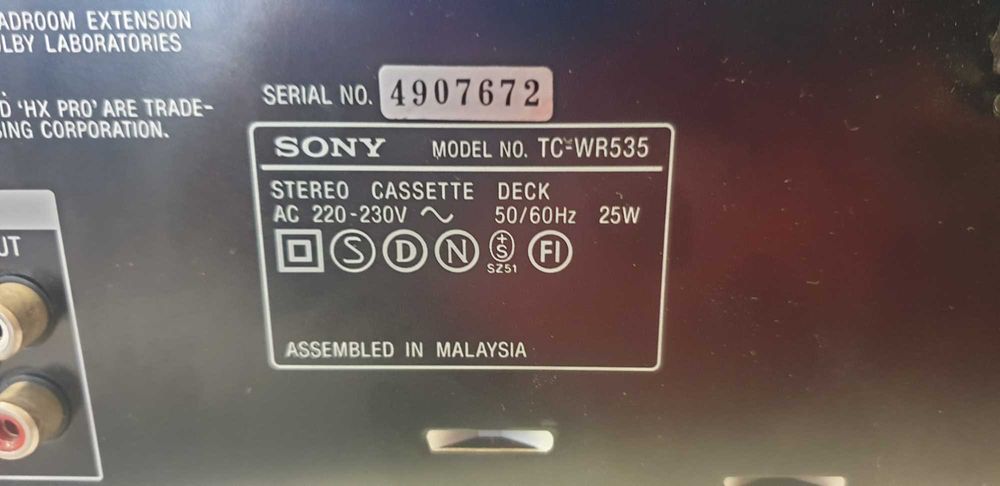 ADROOM EXTENSION
LBY LABORATORIES
'HX PRO' ARE TRADE-
ING CORPORATION.
SERIAL NO. 4907672
SONY MODEL NO. TC-WR535
STEREO CASSETTE DECK
AC 220-230V ~ 50/60Hz 25W
S D N +S FI
SZ51
UT
ASSEMBLED IN MALAYSIA